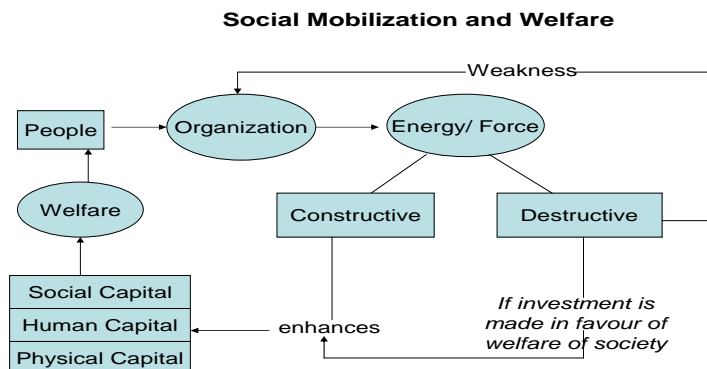 Social Mobilization and Welfare
Weakness
People
Organization
Energy/ Force
Welfare
Constructive
Destructive
Social Capital
Human Capital
Physical Capital
enhances
If investment is
made in favour of
welfare of society